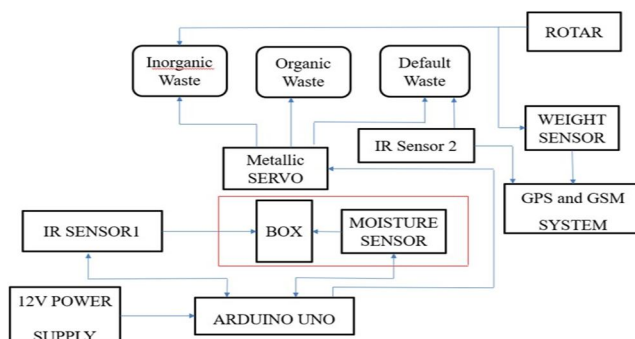 ROTAR
Inorganic
Waste
Organic
Waste
Default
Waste
WEIGHT
SENSOR
IR Sensor 2
Metallic
SERVO
GPS and GSM
SYSTEM
IR SENSOR1
BOX
MOISTURE
SENSOR
12V POWER
SUPPLY
ARDUINO UNO